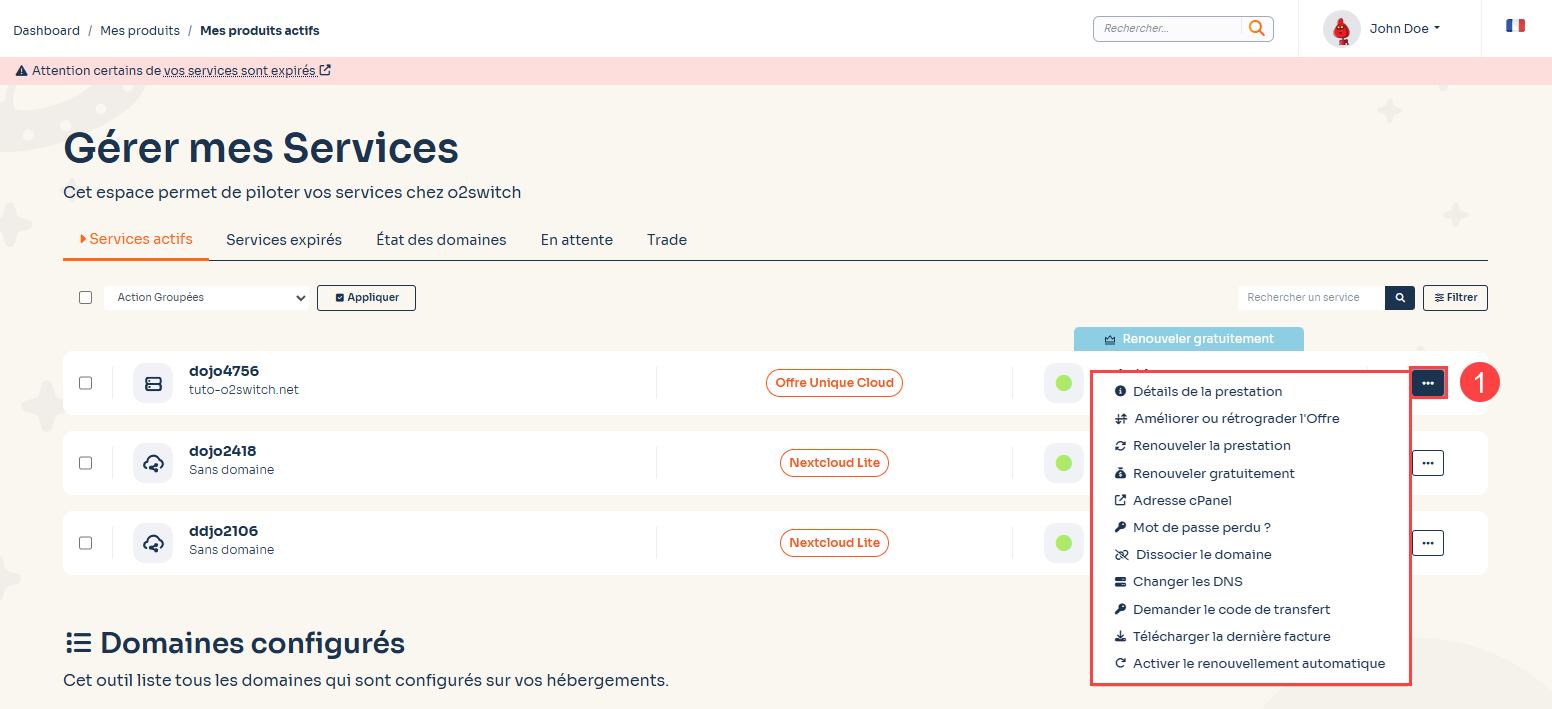 Dashboard / Mes produits / Mes produits actifs
Rechercher...
John Doe
Attention certains de vos services sont expirés
Gérer mes Services
Cet espace permet de piloter vos services chez o2switch
Services actifs
Services expirés
État des domaines
En attente
Trade
Action Groupées
Appliquer
Rechercher un service
Filtrer
Renouveler gratuitement
dojo4756
tuto-o2switch.net
Offre Unique Cloud
1
dojo2418
Sans domaine
Nextcloud Lite
ddjo2106
Sans domaine
Nextcloud Lite
Détails de la prestation
Améliorer ou rétrograder l'Offre
Renouveler la prestation
Renouveler gratuitement
Adresse cPanel
Mot de passe perdu ?
Dissocier le domaine
Changer les DNS
Demander le code de transfert
Télécharger la dernière facture
Activer le renouvellement automatique
Domaines configurés
Cet outil liste tous les domaines qui sont configurés sur vos hébergements.